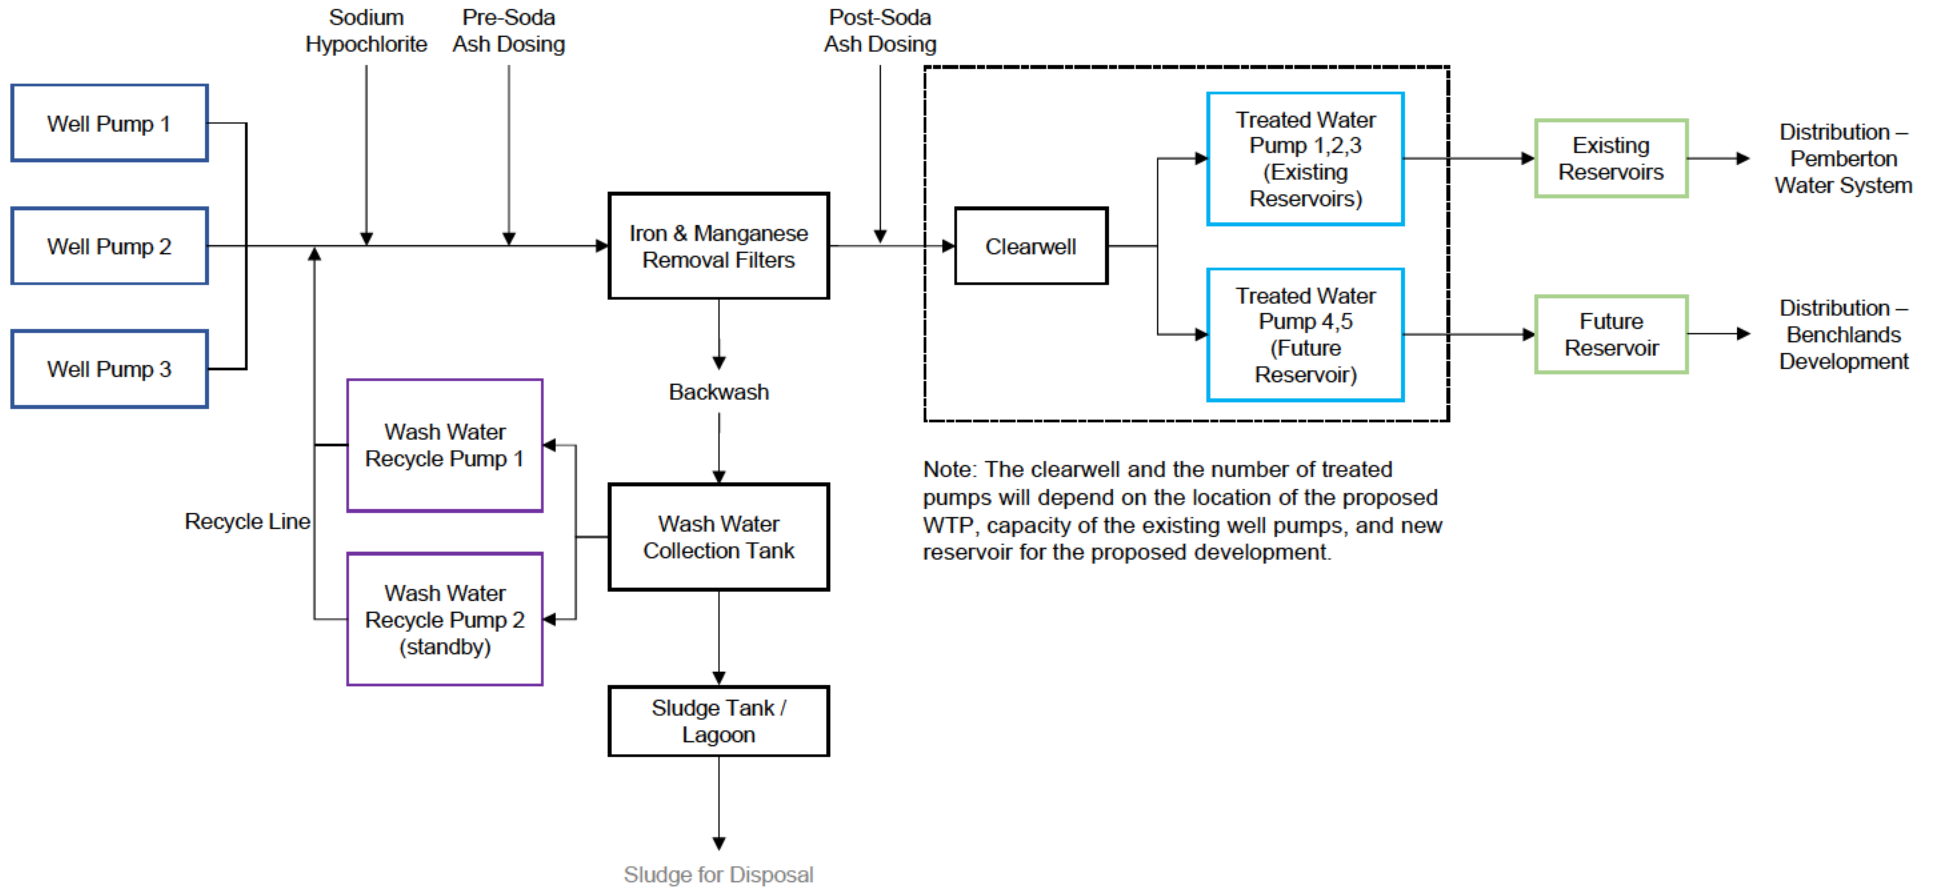 Sodium
Hypochlorite
Pre-Soda
Ash Dosing
Post-Soda
Ash Dosing
Well Pump 1
Well Pump 2
Well Pump 3
Iron & Manganese
Removal Filters
Clearwell
Treated Water
Pump 1,2,3
(Existing
Reservoirs)
Existing
Reservoirs
Distribution –
Pemberton
Water System
Treated Water
Pump 4,5
(Future
Reservoir)
Future
Reservoir
Distribution –
Benchlands
Development
Backwash
Wash Water
Recycle Pump 1
Recycle Line
Wash Water
Recycle Pump 2
(standby)
Wash Water
Collection Tank
Note: The clearwell and the number of treated
pumps will depend on the location of the proposed
WTP, capacity of the existing well pumps, and new
reservoir for the proposed development.
Sludge Tank /
Lagoon
Sludge for Disposal